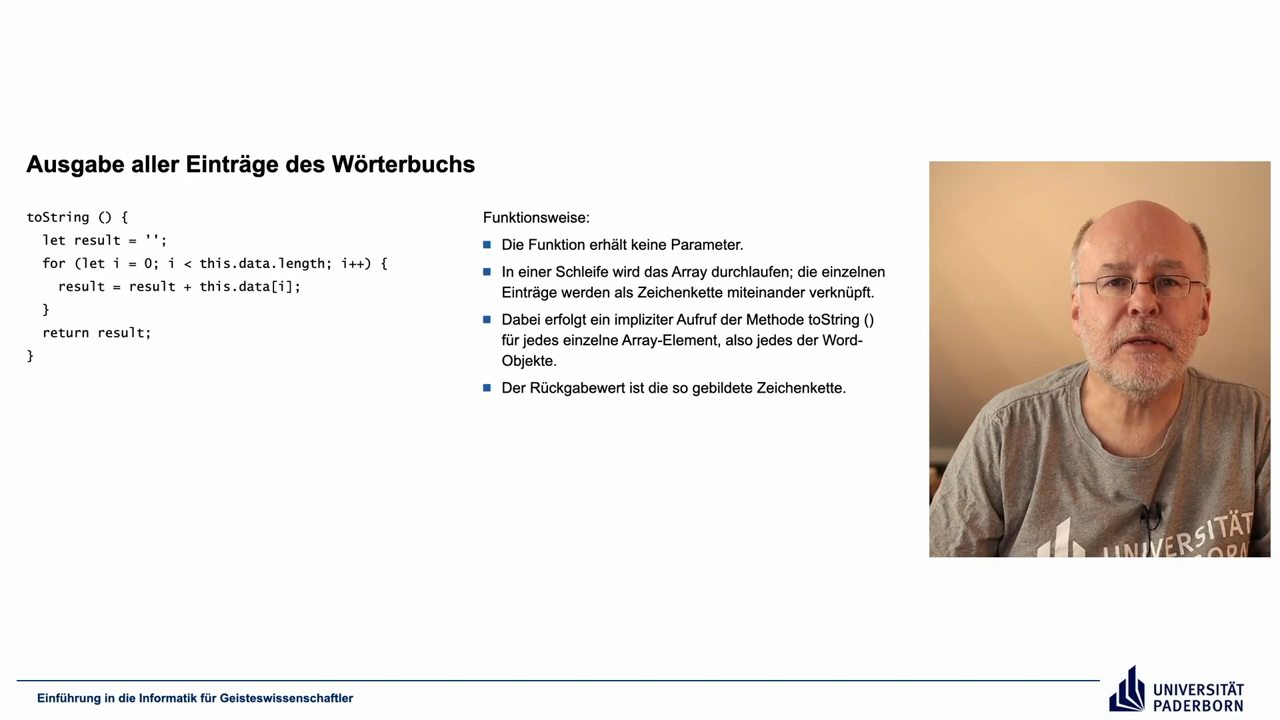 Ausgabe aller Einträge des Wörterbuchs
toString () {
let result = '';
for (let i = 0; i < this.data.length; i++) {
result = result + this.data[i];
}
return result;
}
Funktionsweise:
Die Funktion erhält keine Parameter.
In einer Schleife wird das Array durchlaufen; die einzelnen
Einträge werden als Zeichenkette miteinander verknüpft.
Dabei erfolgt ein impliziter Aufruf der Methode toString ()
für jedes einzelne Array-Element, also jedes der Word-
Objekte.
Der Rückgabewert ist die so gebildete Zeichenkette.
UNIVERSITÄT
Einführung in die Informatik für Geisteswissenschaftler
UNIVERSITÄT
PADERBORN